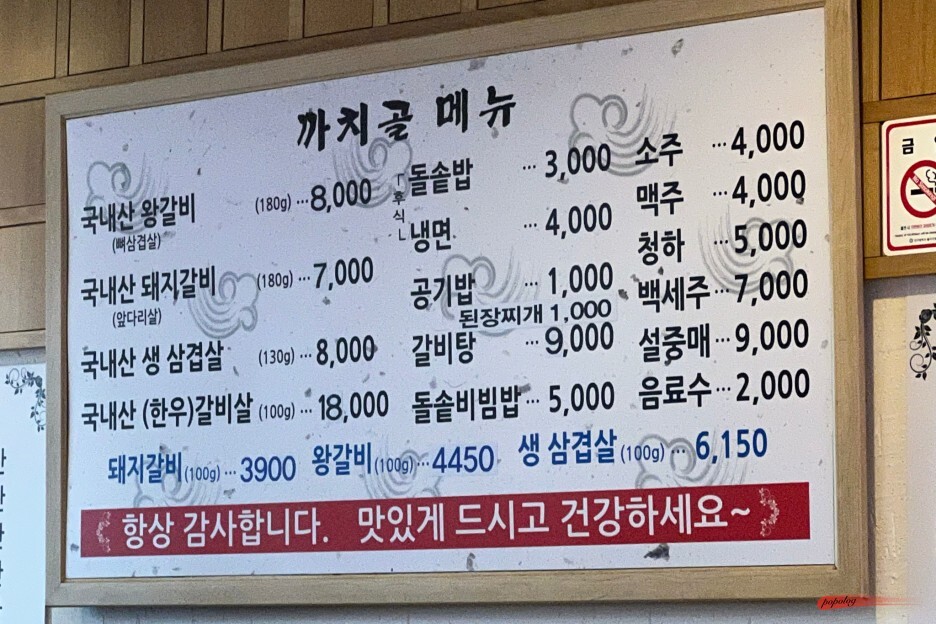 까치골 메뉴
국내산 왕갈비 (180g) ··· 8,000
(뼈삼겹살)
국내산 돼지갈비 (180g) ··· 7,000
(앞다리살)
국내산 생 삼겹살 (130g) ··· 8,000
국내산 (한우)갈비살 (100g) ··· 18,000
「후식」
돌솥밥 ··· 3,000
냉면 ··· 4,000
공기밥 ··· 1,000
된장찌개 1,000
갈비탕 ··· 9,000
돌솥비빔밥 ··· 5,000
소주 ··· 4,000
맥주 ··· 4,000
청하 ··· 5,000
백세주 ··· 7,000
설중매 ··· 9,000
음료수 ··· 2,000
돼지갈비 (100g) ··· 3900 왕갈비 (100g) ··· 4450 생 삼겹살 (100g) ··· 6,150
항상 감사합니다. 맛있게 드시고 건강하세요~
금
popolog